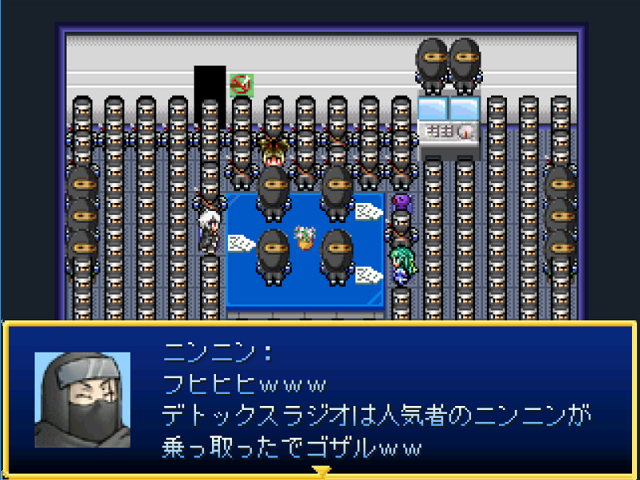 ニンニン：
フヒヒヒｗｗｗ
デトックスラジオは人気者のニンニンが
乗っ取ったでゴザルｗｗ